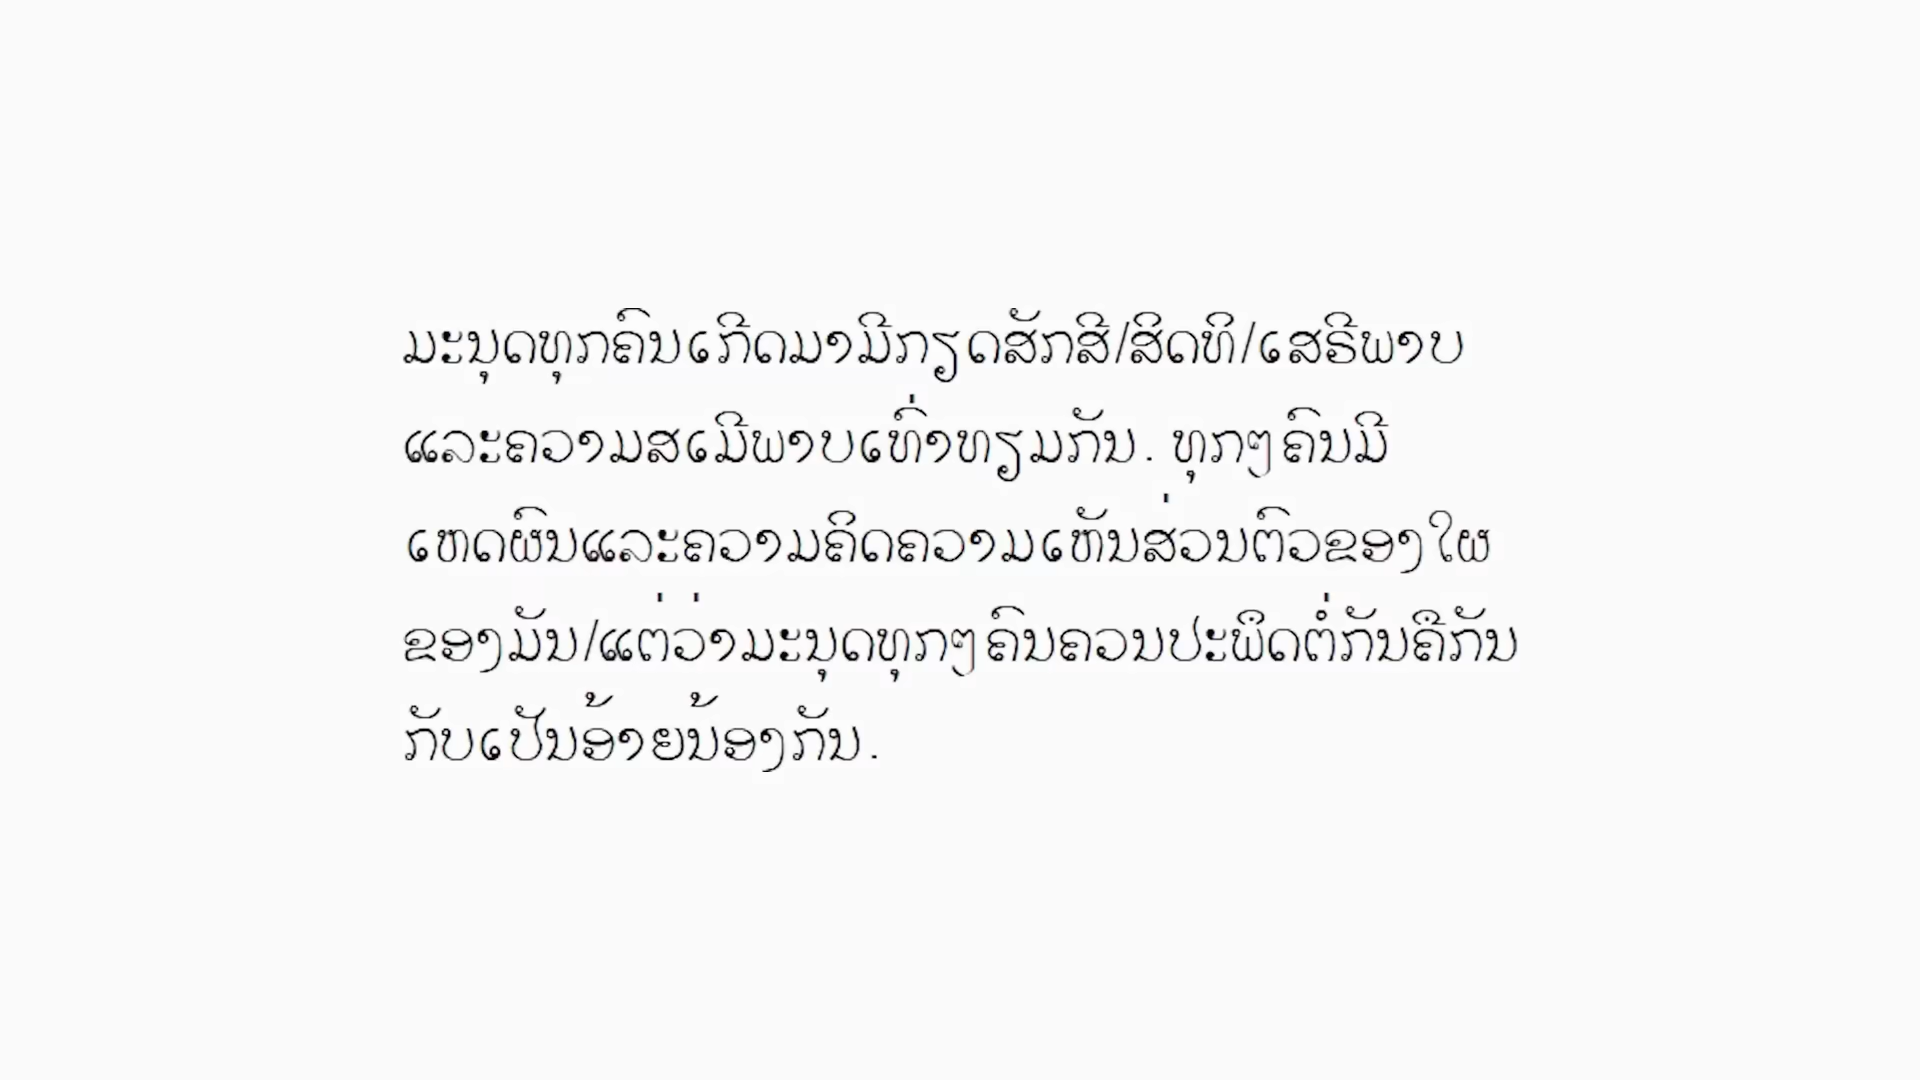 ມະນຸດທຸກຄົນເກີດມາມີກຽດສັກສີ/ສິດທິ/ເສຣີພາບ
ແລະຄວາມສເມີພາບເທົ່າທຽມກັນ. ທຸກໆຄົນມີ
ເຫດຜົນແລະຄວາມຄິດຄວາມເຫັນສ່ວນຕົວຂອງໃຜ
ຂອງມັນ/ແຕ່ວ່າມະນຸດທຸກໆຄົນຄວນປະພຶດຕໍ່ກັນຄືກັນ
ກັບເປັນອ້າຍນ້ອງກັນ.